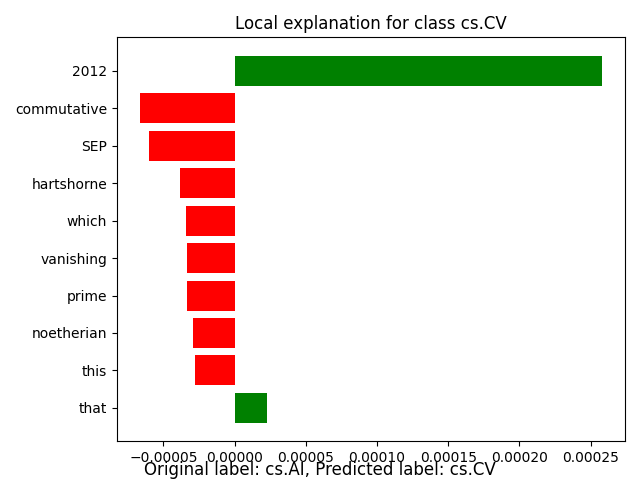 Local explanation for class cs.CV
2012
commutative
SEP
hartshorne
which
vanishing
prime
noetherian
this
that
−0.00005 0.00000 0.00005 0.00010 0.00015 0.00020 0.00025
Original label: cs.AI, Predicted label: cs.CV